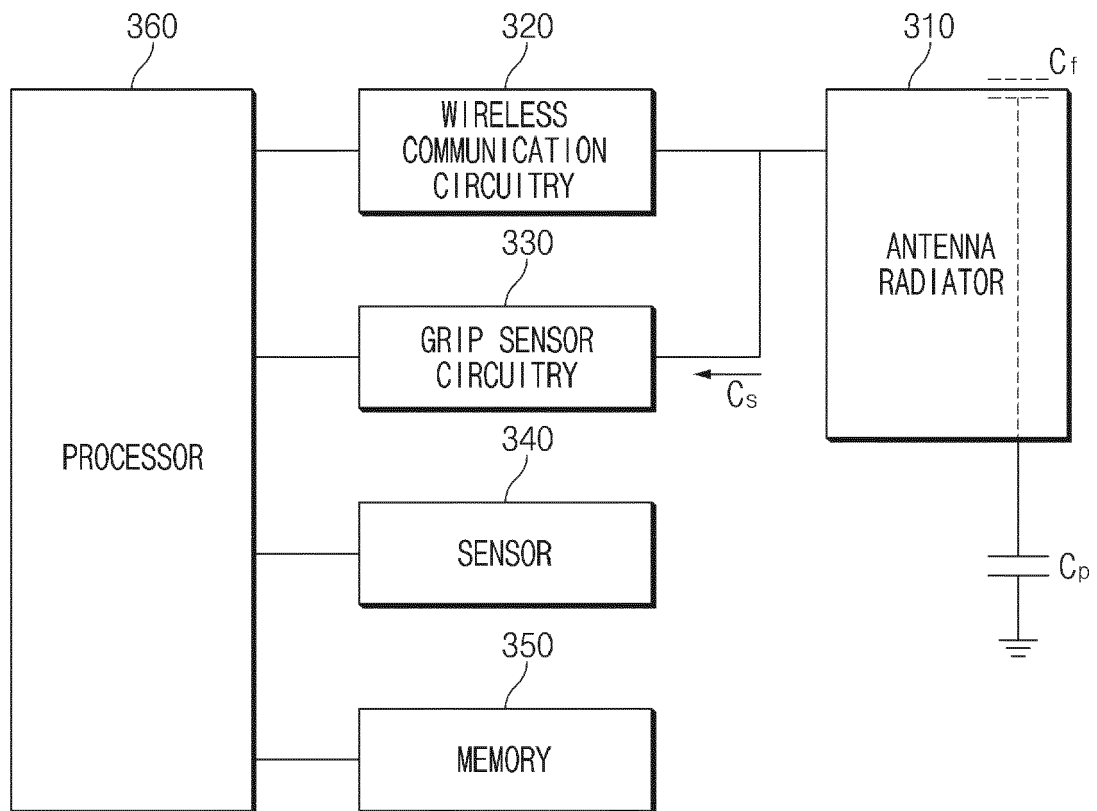 360
320
310
Cf
WIRELESS
COMMUNICATION
CIRCUITRY
330
ANTENNA
RADIATOR
GRIP SENSOR
CIRCUITRY
Cs
PROCESSOR
340
SENSOR
Cp
350
MEMORY